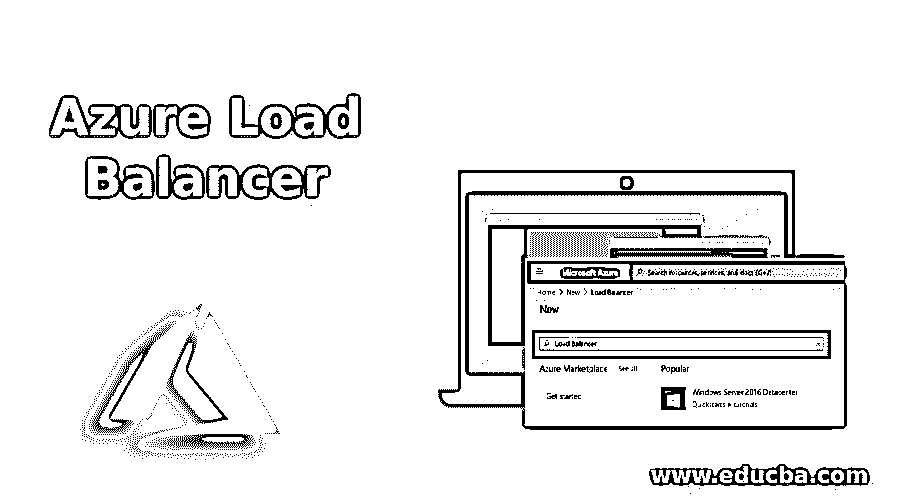 Azure Load
Balancer
Microsoft Azure
Search resources, services, and docs (G+/)
Home > New > Load Balancer
New
Load Balancer
Azure Marketplace See all Popular
Get started
Windows Server 2016 Datacenter
Quickstarts + tutorials
www.educba.com